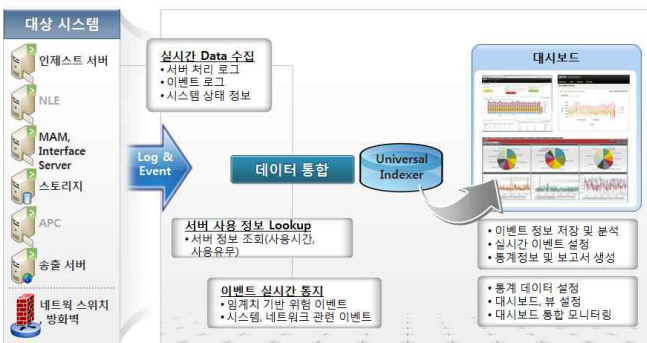 대상 시스템
인제스트 서버
NLE
MAM,
Interface
Server
스토리지
APC
송출 서버
네트웍 스위치
, 방화벽
실시간 Data 수집
• 서버 처리 로그
• 이벤트 로그
• 시스템 상태 정보
Log &
Event
데이터 통합
Universal
Indexer
서버 사용 정보 Lookup
• 서버 정보 조회(사용시간,
사용유무)
이벤트 실시간 통지
• 임계치 기반 위험 이벤트
• 시스템, 네트워크 관련 이벤트
대시보드
• 이벤트 정보 저장 및 분석
• 실시간 이벤트 설정
• 통계정보 및 보고서 생성
• 통계 데이터 설정
• 대시보드, 뷰 설정
• 대시보드 통합 모니터링